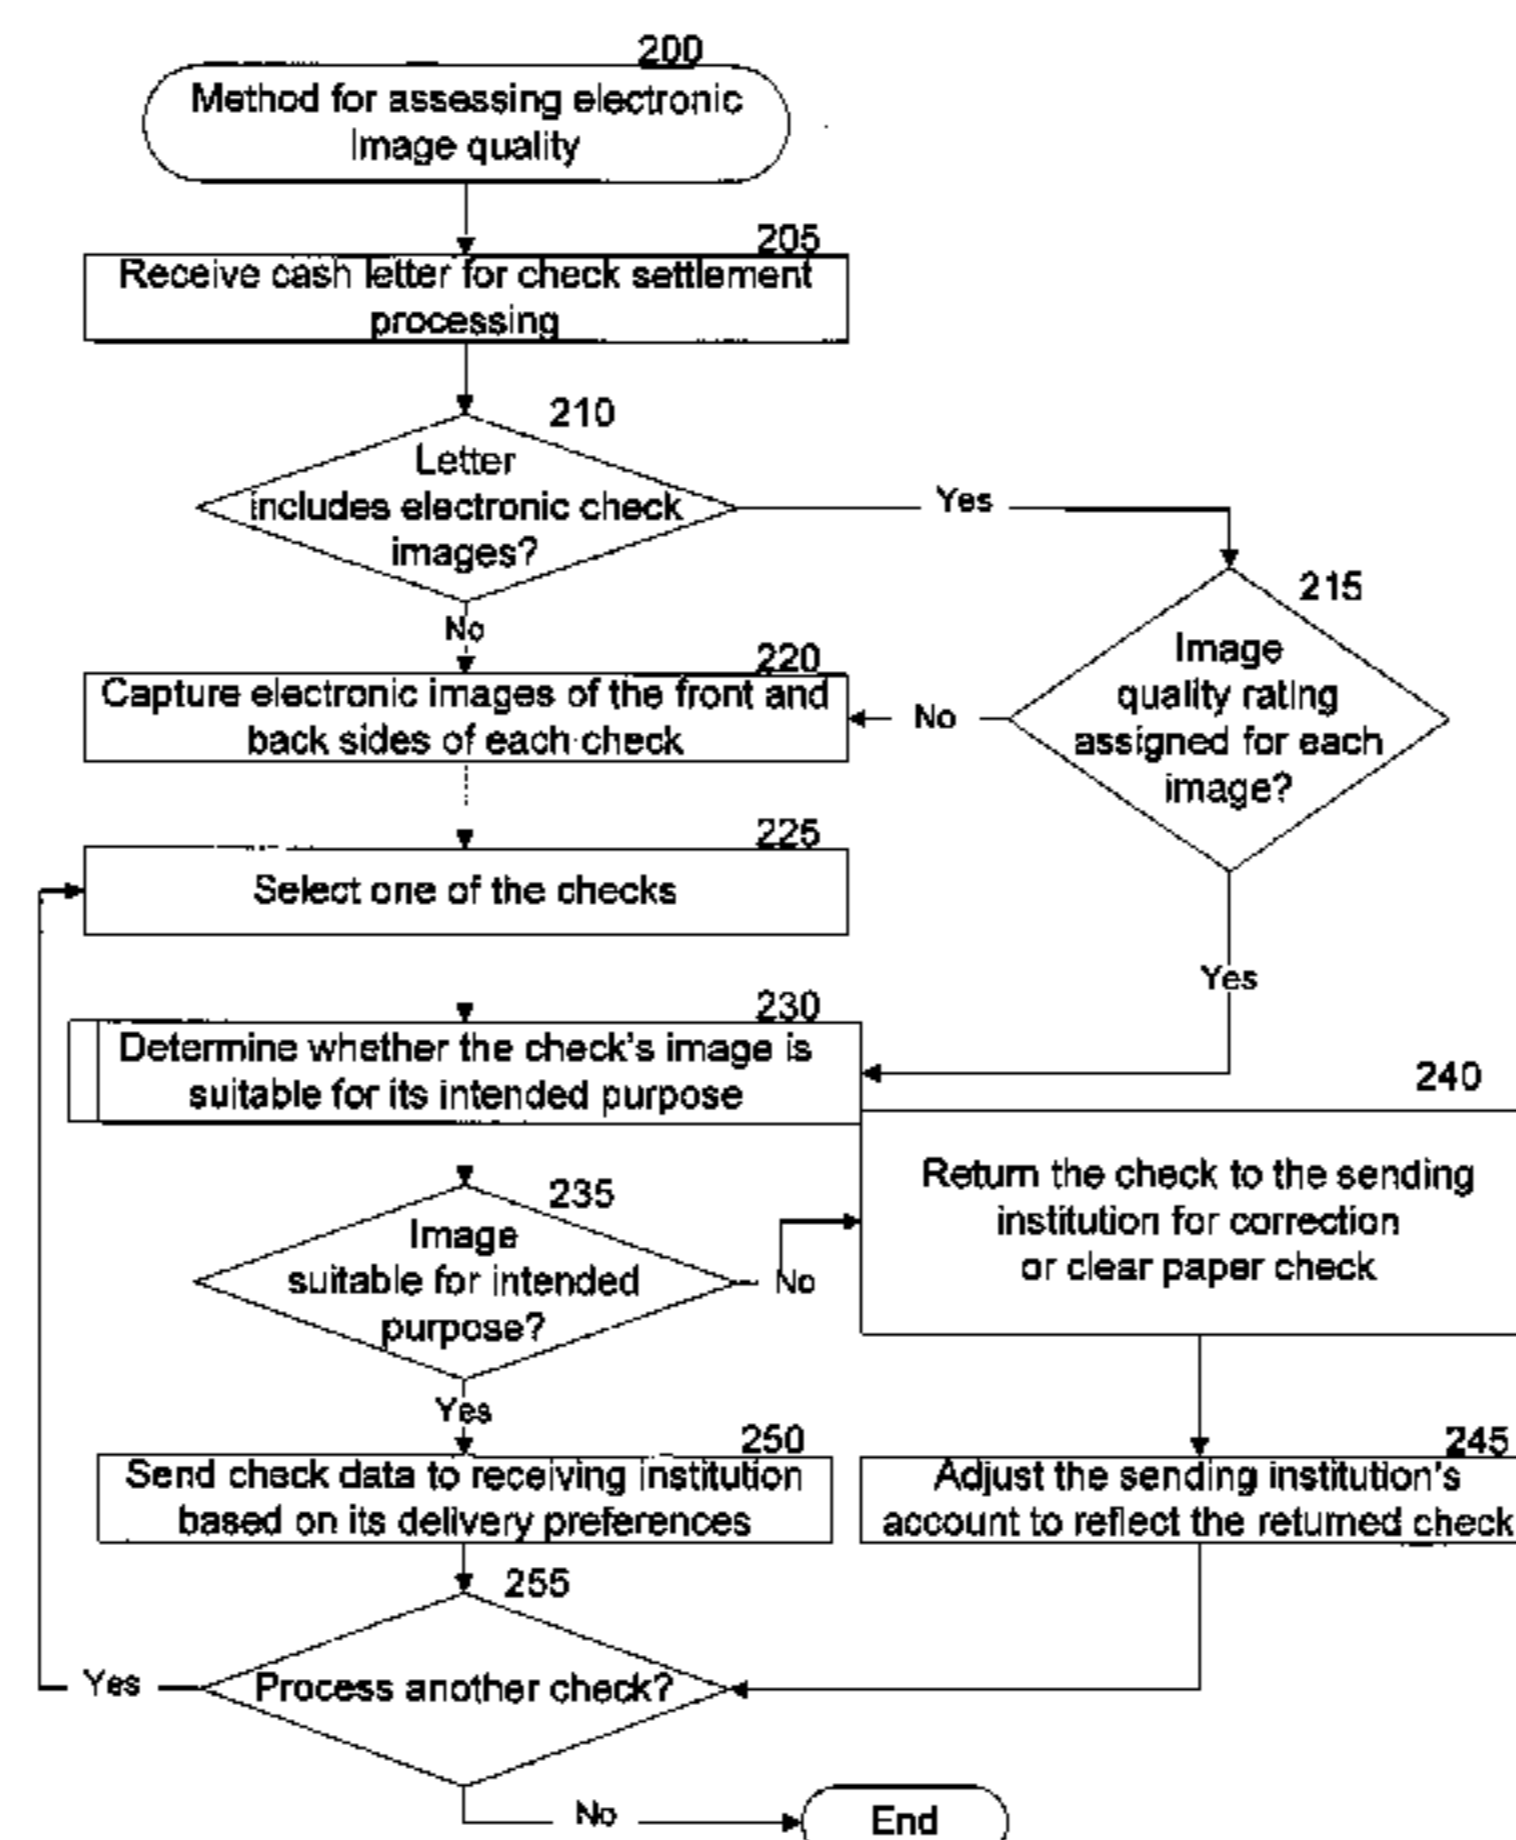 200
Method for assessing electronic
Image quality
205
Receive cash letter for check settlement
processing
210
Letter
includes electronic check
images?
Yes
215
Image
quality rating
assigned for each
image?
No
No
220
Capture electronic images of the front and
back sides of each check
225
Select one of the checks
Yes
230
Determine whether the check's image is
suitable for its intended purpose
240
Return the check to the sending
institution for correction
or clear paper check
235
Image
suitable for intended
purpose?
No
Yes
250
Send check data to receiving institution
based on its delivery preferences
245
Adjust the sending institution's
account to reflect the returned check
255
Process another check?
Yes
No
End